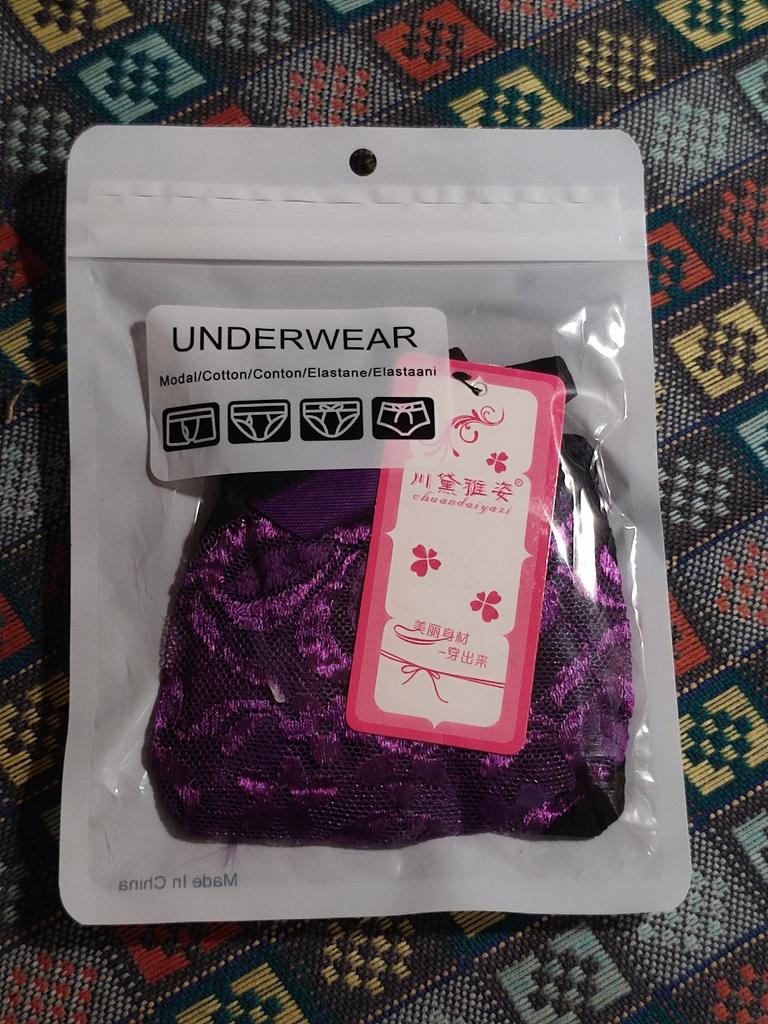 UNDERWEAR
Modal/Cotton/Conton/Elastane/Elastaani
川黛雅姿®
chuandaiyazi
美丽身材
一穿出来
Made In China